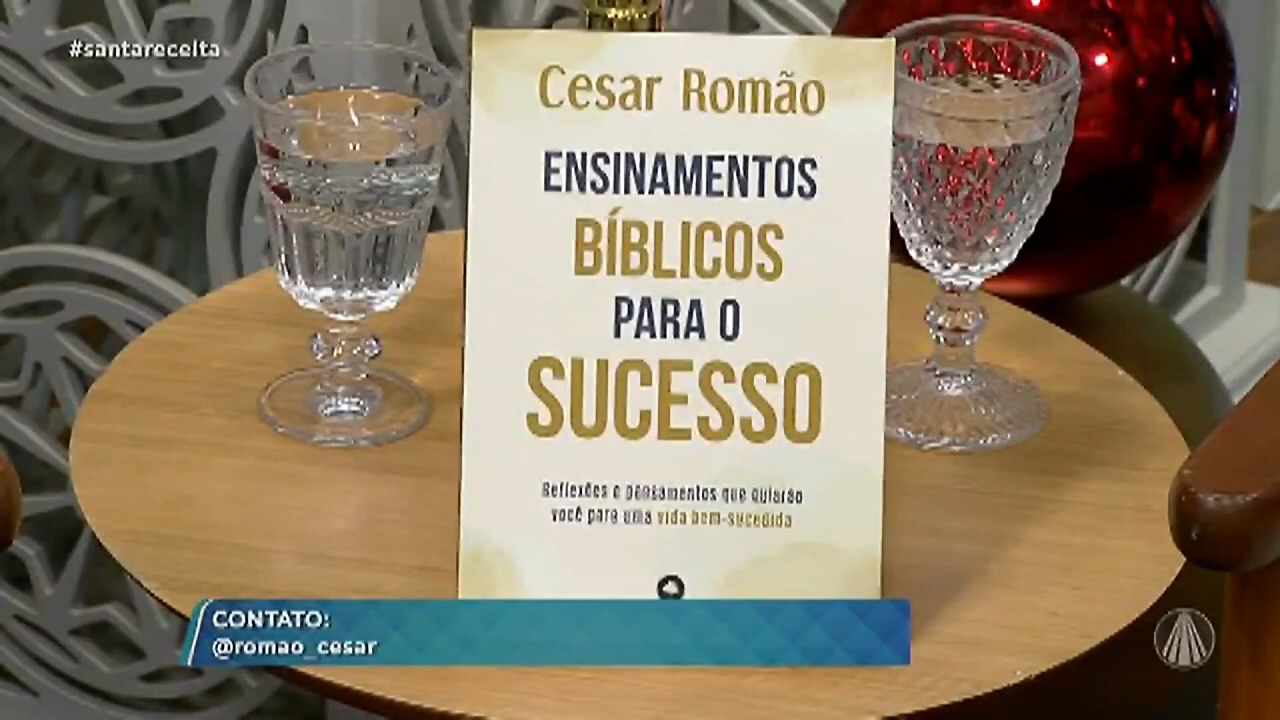 #santareceita
Cesar Romão
ENSINAMENTOS
BÍBLICOS
PARA O
SUCESSO
Reflexões e pensamentos que guiarão
você para uma vida bem-sucedida
CONTATO:
@romao_cesar